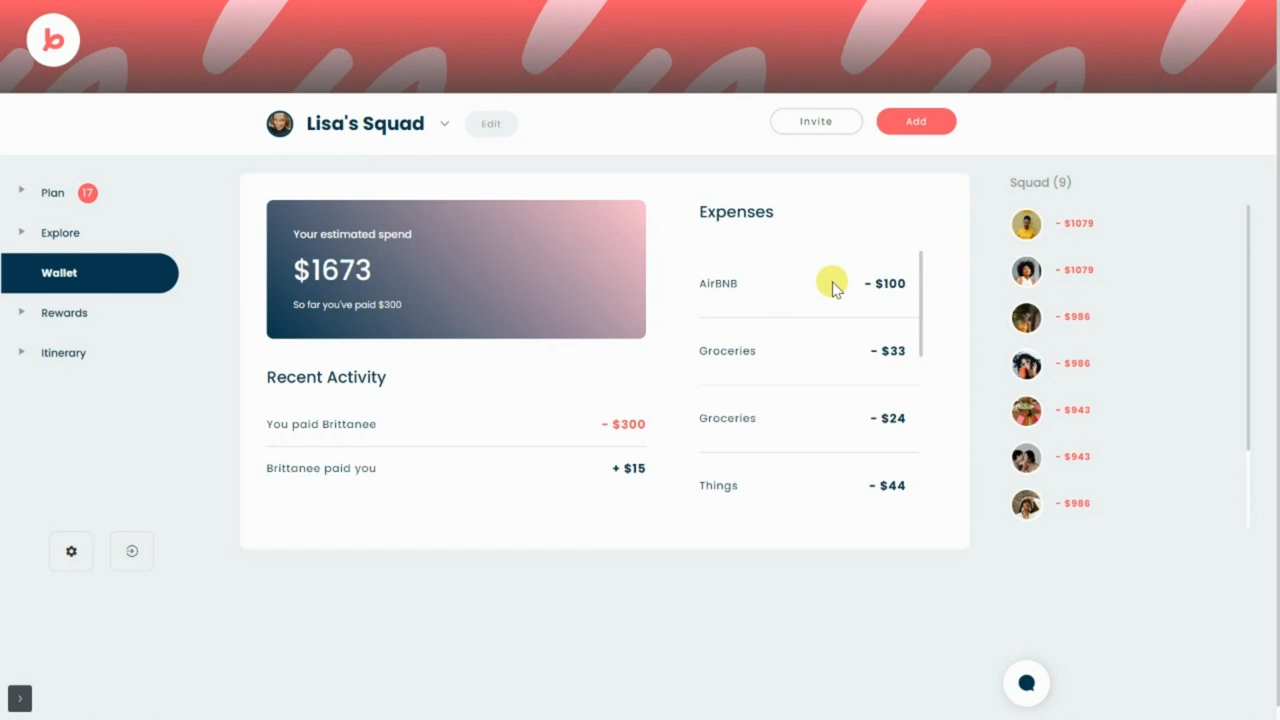 b
Lisa's Squad
Edit
Invite
Add
Plan 17
Explore
Wallet
Rewards
Itinerary
Your estimated spend
$1673
So far you've paid $300
Recent Activity
You paid Brittanee - $300
Brittanee paid you + $15
Expenses
AirBNB - $100
Groceries - $33
Groceries - $24
Things - $44
Squad (9)
- $1079
- $1079
- $986
- $986
- $943
- $943
- $986